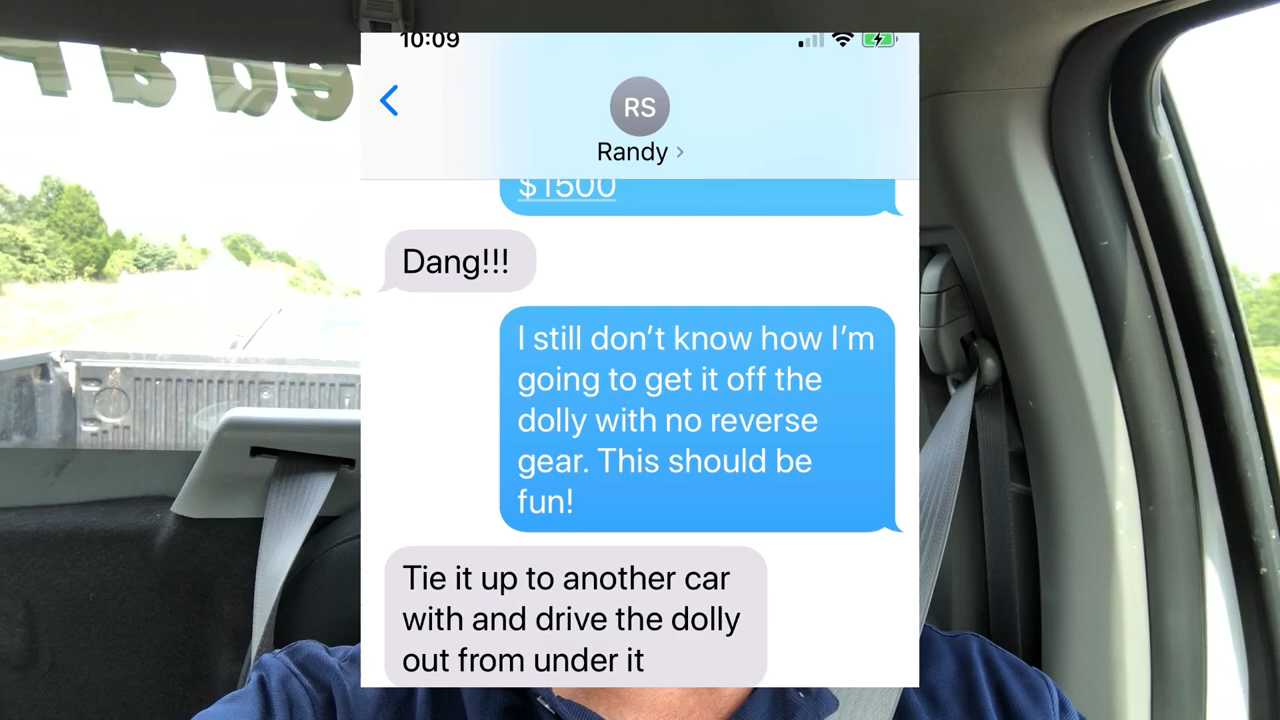 10:09
RS
Randy
$1500
Dang!!!
I still don’t know how I’m
going to get it off the
dolly with no reverse
gear. This should be
fun!
Tie it up to another car
with and drive the dolly
out from under it